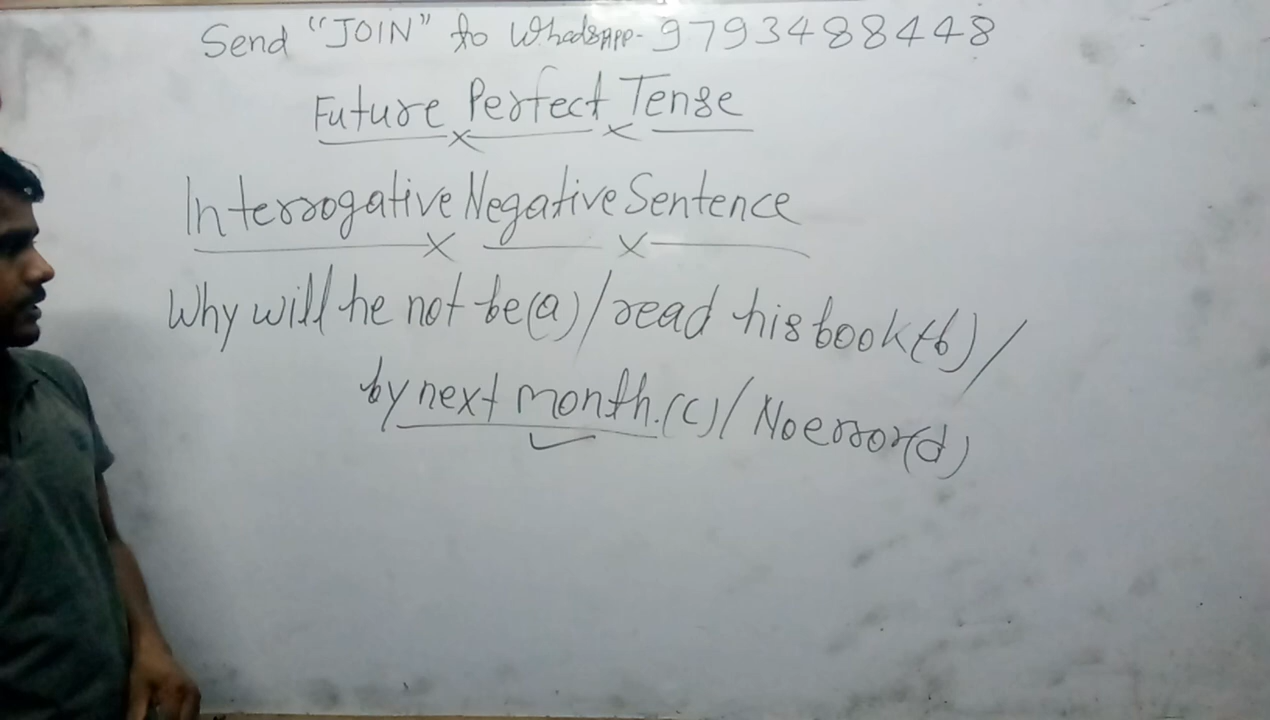 Send "JOIN" to WhatsApp-9793488448
Future Perfect Tense
Interrogative Negative Sentence
Why will he not be(a)/read his book(b)/
by next month.(c)/No error(d)